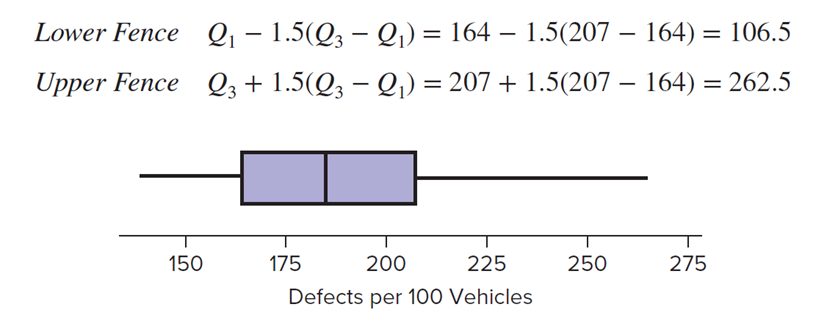 Lower Fence Q₁ − 1.5(Q₃ − Q₁) = 164 − 1.5(207 − 164) = 106.5
Upper Fence Q₃ + 1.5(Q₃ − Q₁) = 207 + 1.5(207 − 164) = 262.5
150 175 200 225 250 275
Defects per 100 Vehicles